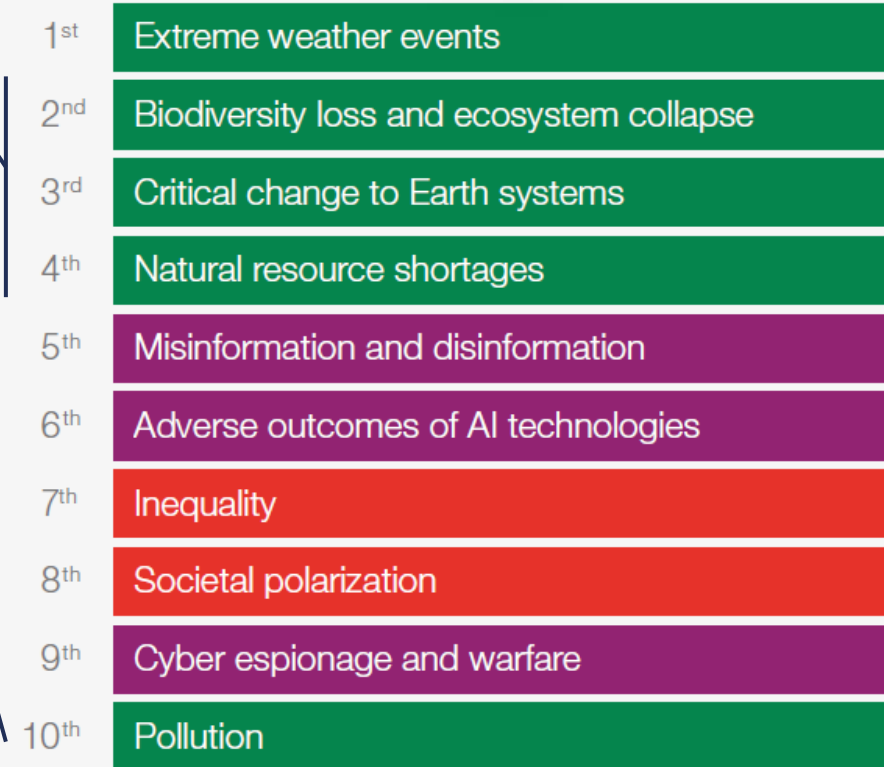 1st Extreme weather events
2nd Biodiversity loss and ecosystem collapse
3rd Critical change to Earth systems
4th Natural resource shortages
5th Misinformation and disinformation
6th Adverse outcomes of AI technologies
7th Inequality
8th Societal polarization
9th Cyber espionage and warfare
10th Pollution